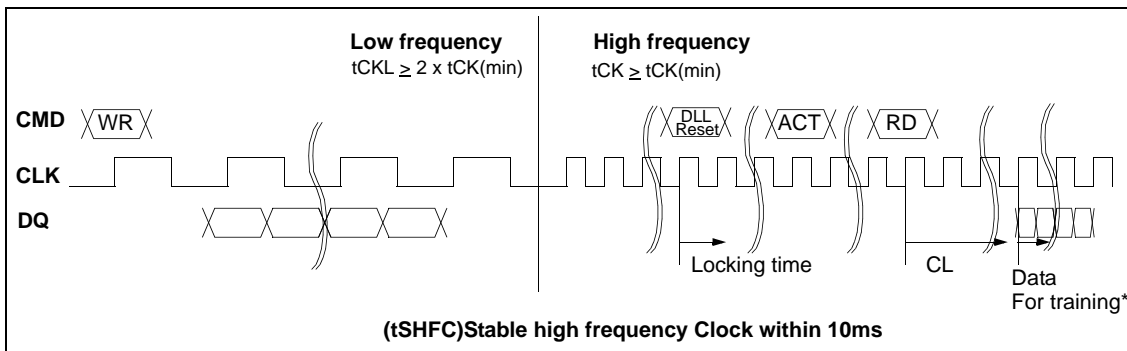 Low frequency
tCKL ≥ 2 x tCK(min)
High frequency
tCK ≥ tCK(min)
CMD
WR
DLL
Reset
ACT
RD
CLK
DQ
Locking time
CL
Data
For training*
(tSHFC)Stable high frequency Clock within 10ms